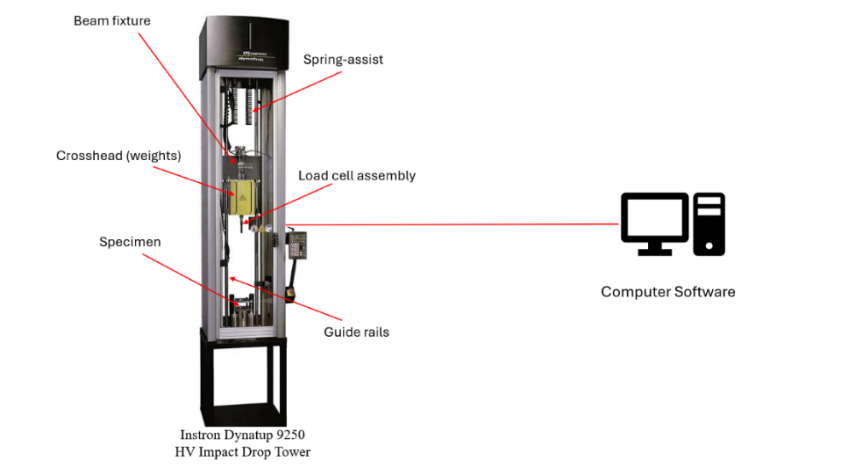 Beam fixture
Spring-assist
Crosshead (weights)
Load cell assembly
Specimen
Computer Software
Guide rails
Instron Dynatup 9250
HV Impact Drop Tower